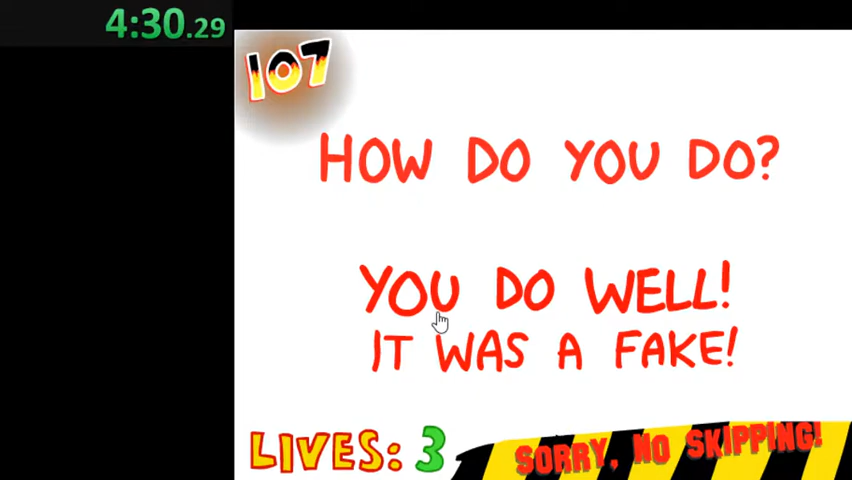 4:30.29
107
HOW DO YOU DO?
YOU DO WELL!
IT WAS A FAKE!
LIVES: 3
SORRY, NO SKIPPING!